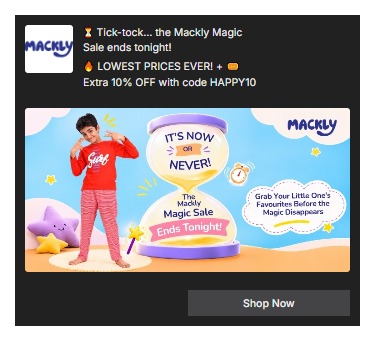 MACKLY
⏳ Tick-tock... the Mackly Magic
Sale ends tonight!
🔥 LOWEST PRICES EVER! + 🎟️
Extra 10% OFF with code HAPPY10
MACKLY
IT'S NOW
OR
NEVER!
The
Mackly
Magic Sale
Ends Tonight!
Grab Your Little One's
Favourites Before the
Magic Disappears
Surf
Shop Now